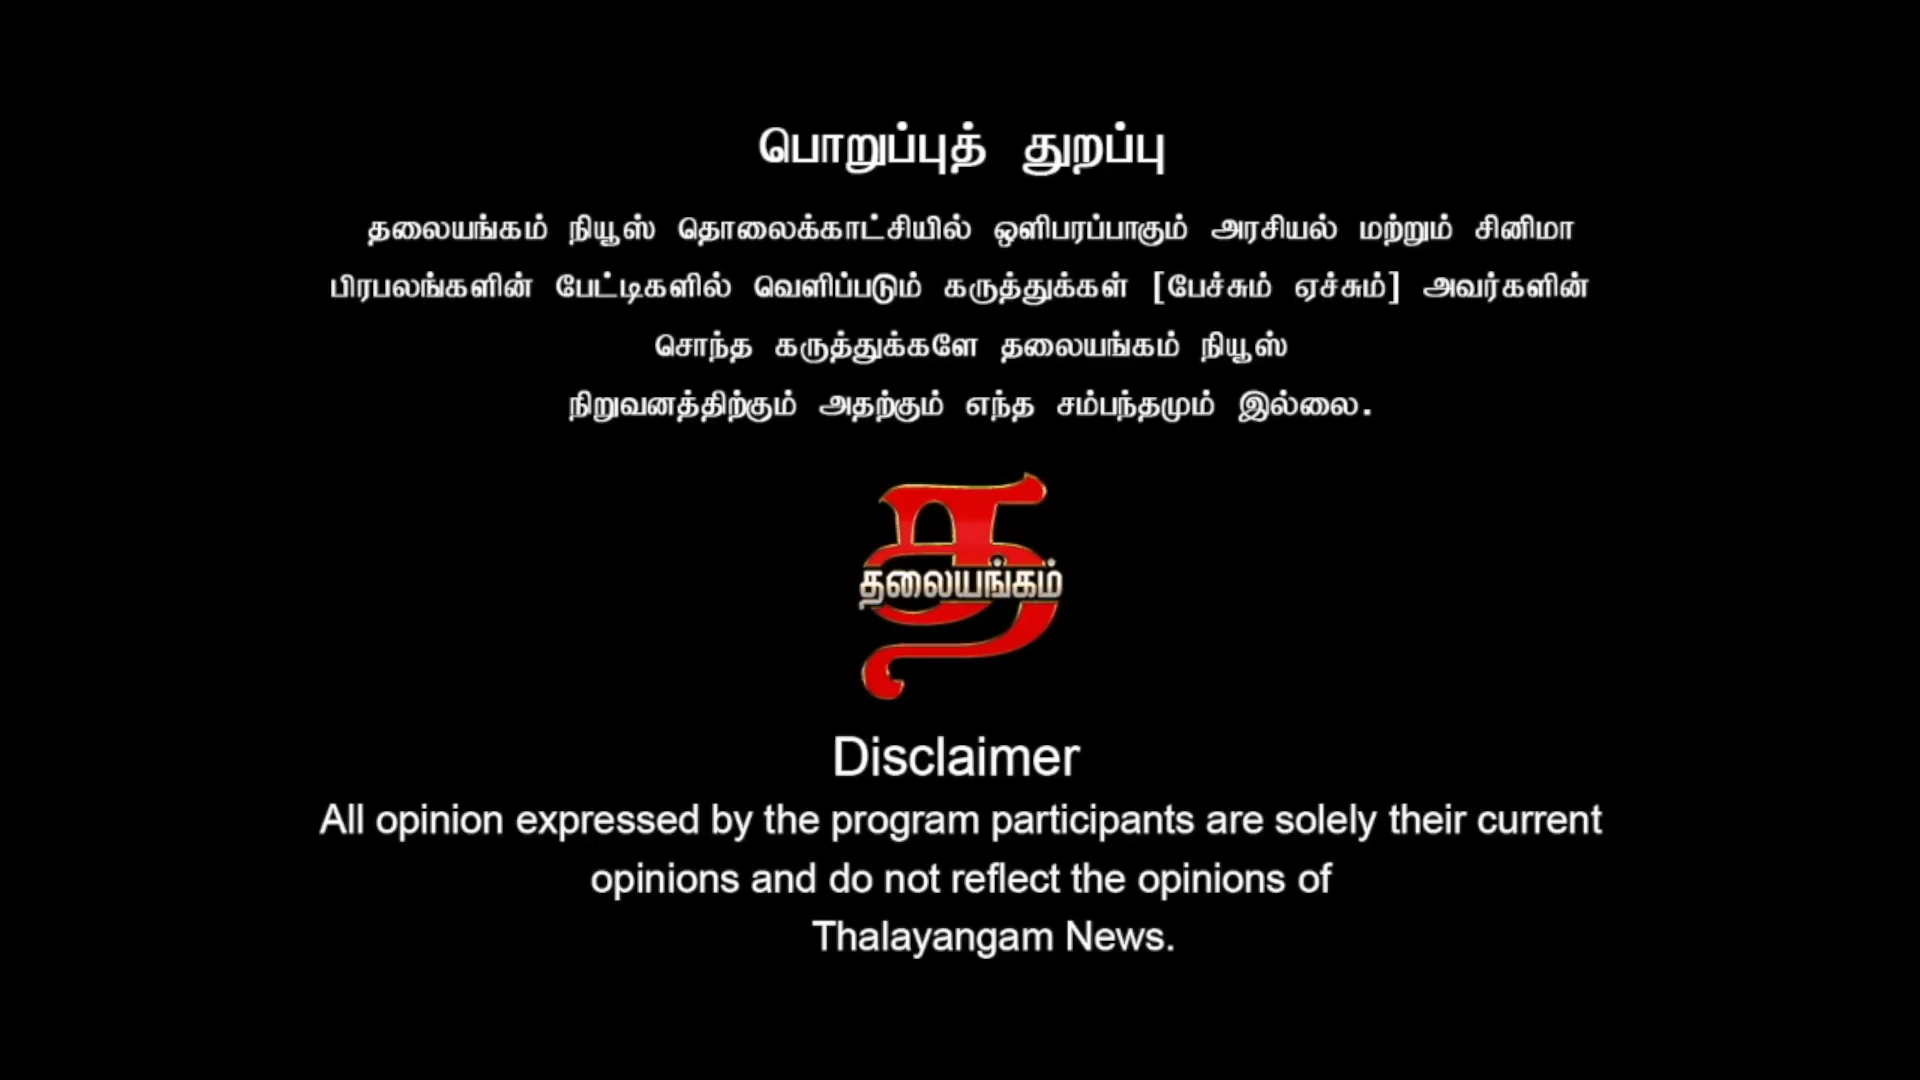 பொறுப்புத் துறப்பு
தலையங்கம் நியூஸ் தொலைக்காட்சியில் ஒளிபரப்பாகும் அரசியல் மற்றும் சினிமா
பிரபலங்களின் பேட்டிகளில் வெளிப்படும் கருத்துக்கள் [பேச்சும் ஏச்சும்] அவர்களின்
சொந்த கருத்துக்களே தலையங்கம் நியூஸ்
நிறுவனத்திற்கும் அதற்கும் எந்த சம்பந்தமும் இல்லை.
த
தலையங்கம்
Disclaimer
All opinion expressed by the program participants are solely their current
opinions and do not reflect the opinions of
Thalayangam News.